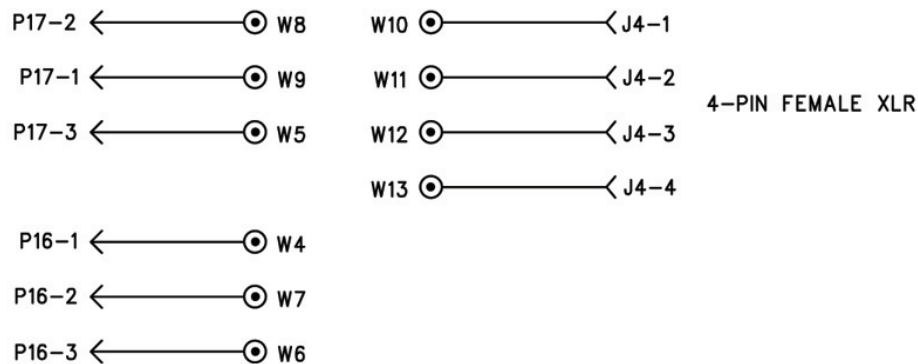 P17-2 W8 W10 J4-1
P17-1 W9 W11 J4-2
4-PIN FEMALE XLR
P17-3 W5 W12 J4-3
W13 J4-4
P16-1 W4
P16-2 W7
P16-3 W6